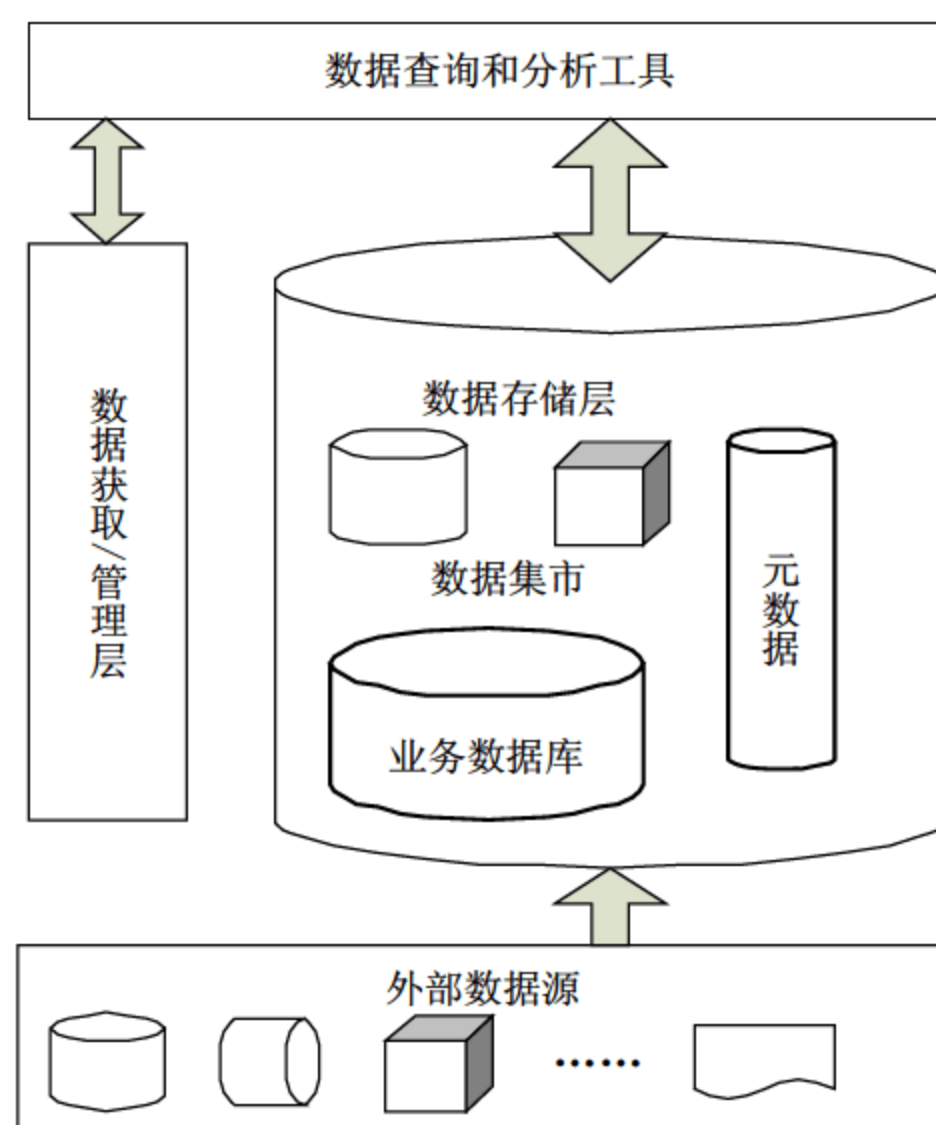 数据查询和分析工具
数据获取/管理层
数据存储层
数据集市
元数据
业务数据库
外部数据源
……